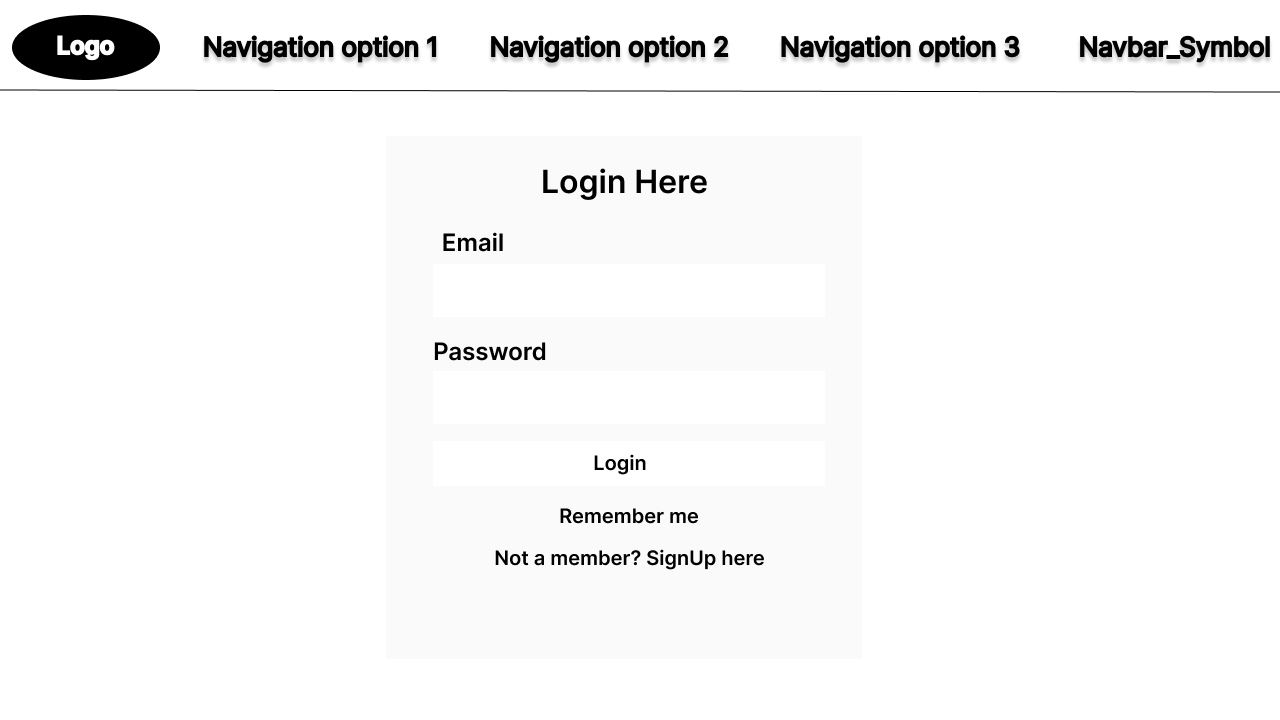 Logo Navigation option 1 Navigation option 2 Navigation option 3 Navbar_Symbol
Login Here
Email
Password
Login
Remember me
Not a member? SignUp here